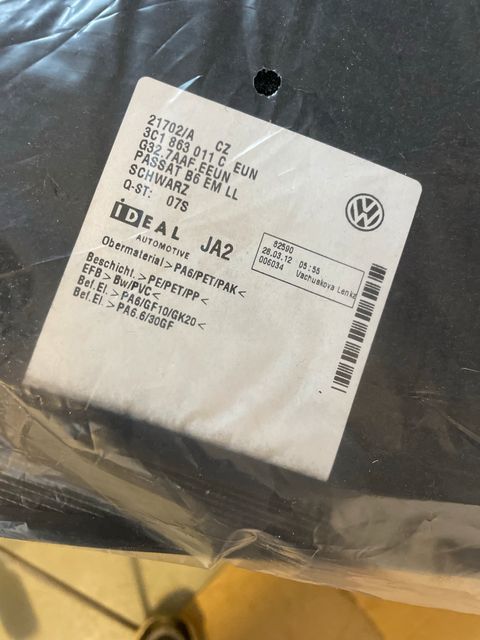 21702/A CZ
3C1 863 011 C EUN
G32.7AAF.EEUN
PASSAT B6 EM LL
SCHWARZ
Q-ST: 07S
iDEAL
AUTOMOTIVE
JA2
82590
28.03.12 05:55
006034 Vachuskova Lenka
Obermaterial>PA6/PET/PAK<
Beschicht.>PE/PET/PP<
EFB>Bw/PVC<
Bef.El.>PA6/GF10/GK20<
Bef.El.>PA6.6/30GF
VW